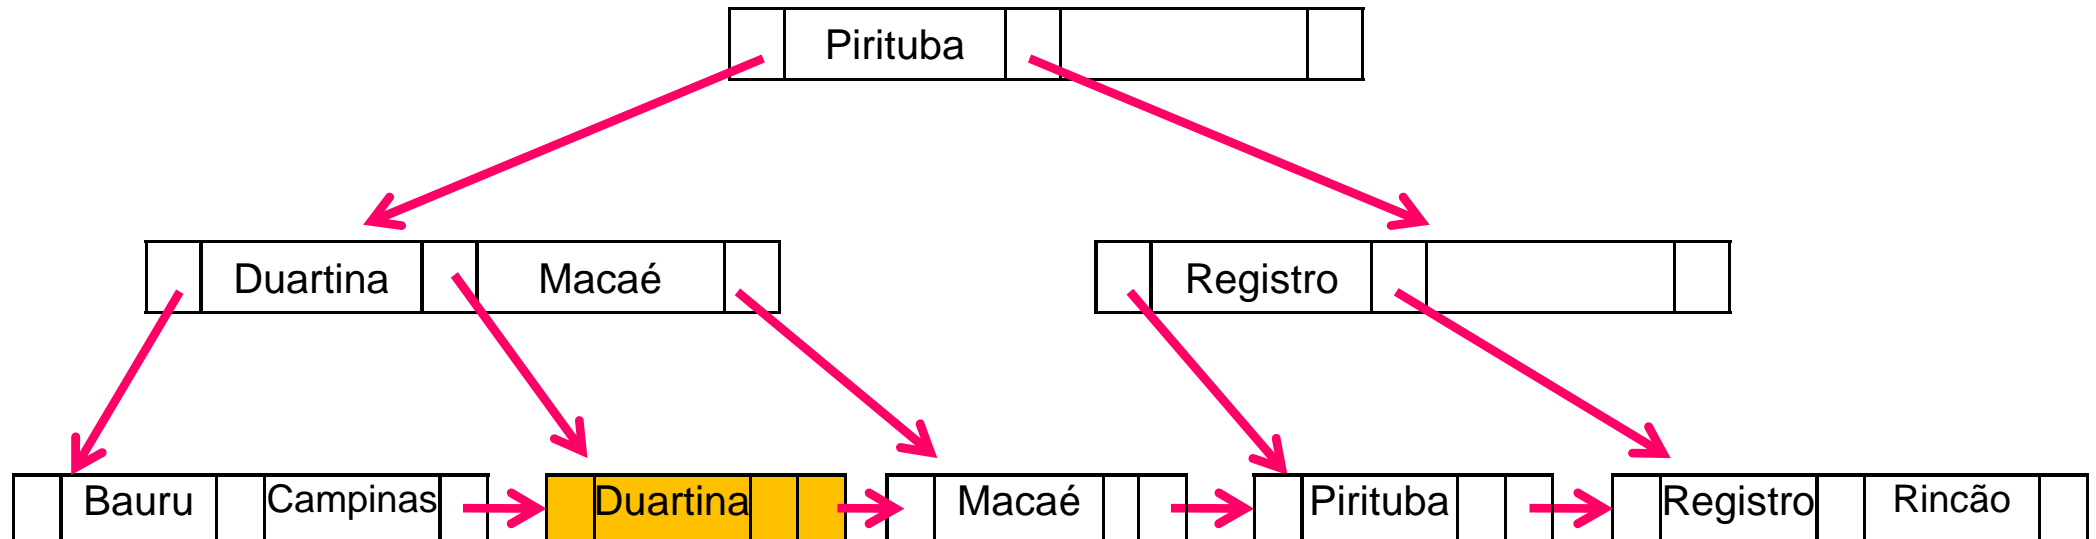 Pirituba
Duartina Macaé
Registro
Bauru Campinas
Duartina
Macaé
Pirituba
Registro Rincão